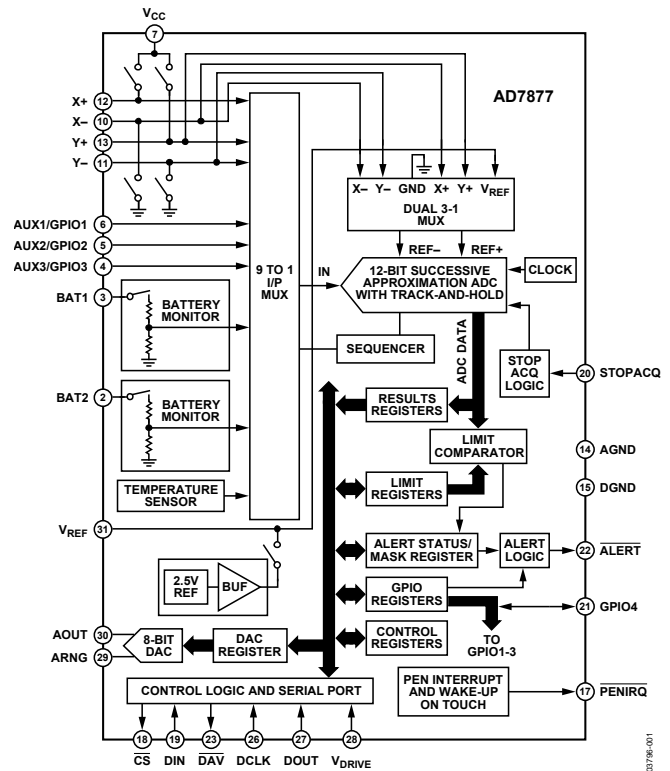 VCC
7
AD7877
X+ 12
X– 10
Y+ 13
Y– 11
X– Y– GND X+ Y+ VREF
DUAL 3-1
MUX
REF– REF+
AUX1/GPIO1 6
AUX2/GPIO2 5
AUX3/GPIO3 4
9 TO 1
I/P
MUX
IN
12-BIT SUCCESSIVE
APPROXIMATION ADC
WITH TRACK-AND-HOLD
CLOCK
BAT1 3
BATTERY
MONITOR
SEQUENCER
ADC DATA
STOP
ACQ
LOGIC
20 STOPACQ
BAT2 2
BATTERY
MONITOR
RESULTS
REGISTERS
LIMIT
COMPARATOR
14 AGND
TEMPERATURE
SENSOR
LIMIT
REGISTERS
15 DGND
VREF 31
ALERT STATUS/
MASK REGISTER
ALERT
LOGIC
22 ALERT
2.5V
REF
BUF
GPIO
REGISTERS
21 GPIO4
TO
GPIO1-3
AOUT 30
ARNG 29
8-BIT
DAC
DAC
REGISTER
CONTROL
REGISTERS
CONTROL LOGIC AND SERIAL PORT
PEN INTERRUPT
AND WAKE-UP
ON TOUCH
17 PENIRQ
18 19 23 26 27 28
CS DIN DAV DCLK DOUT VDRIVE
03796-001